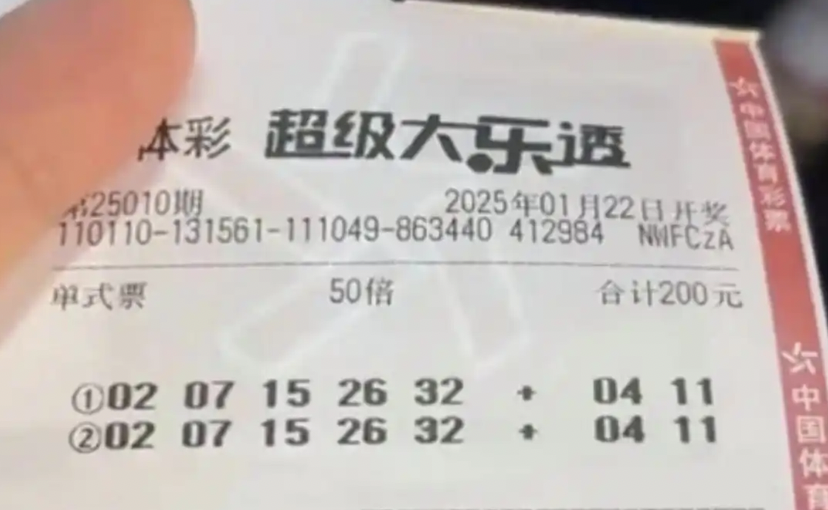 体彩 超级大乐透
第25010期 2025年01月22日开奖
110110-131561-111049-863440 412984 NWFCzA
单式票 50倍 合计200元
①02 07 15 26 32 + 04 11
②02 07 15 26 32 + 04 11
中国体育彩票
中国体育